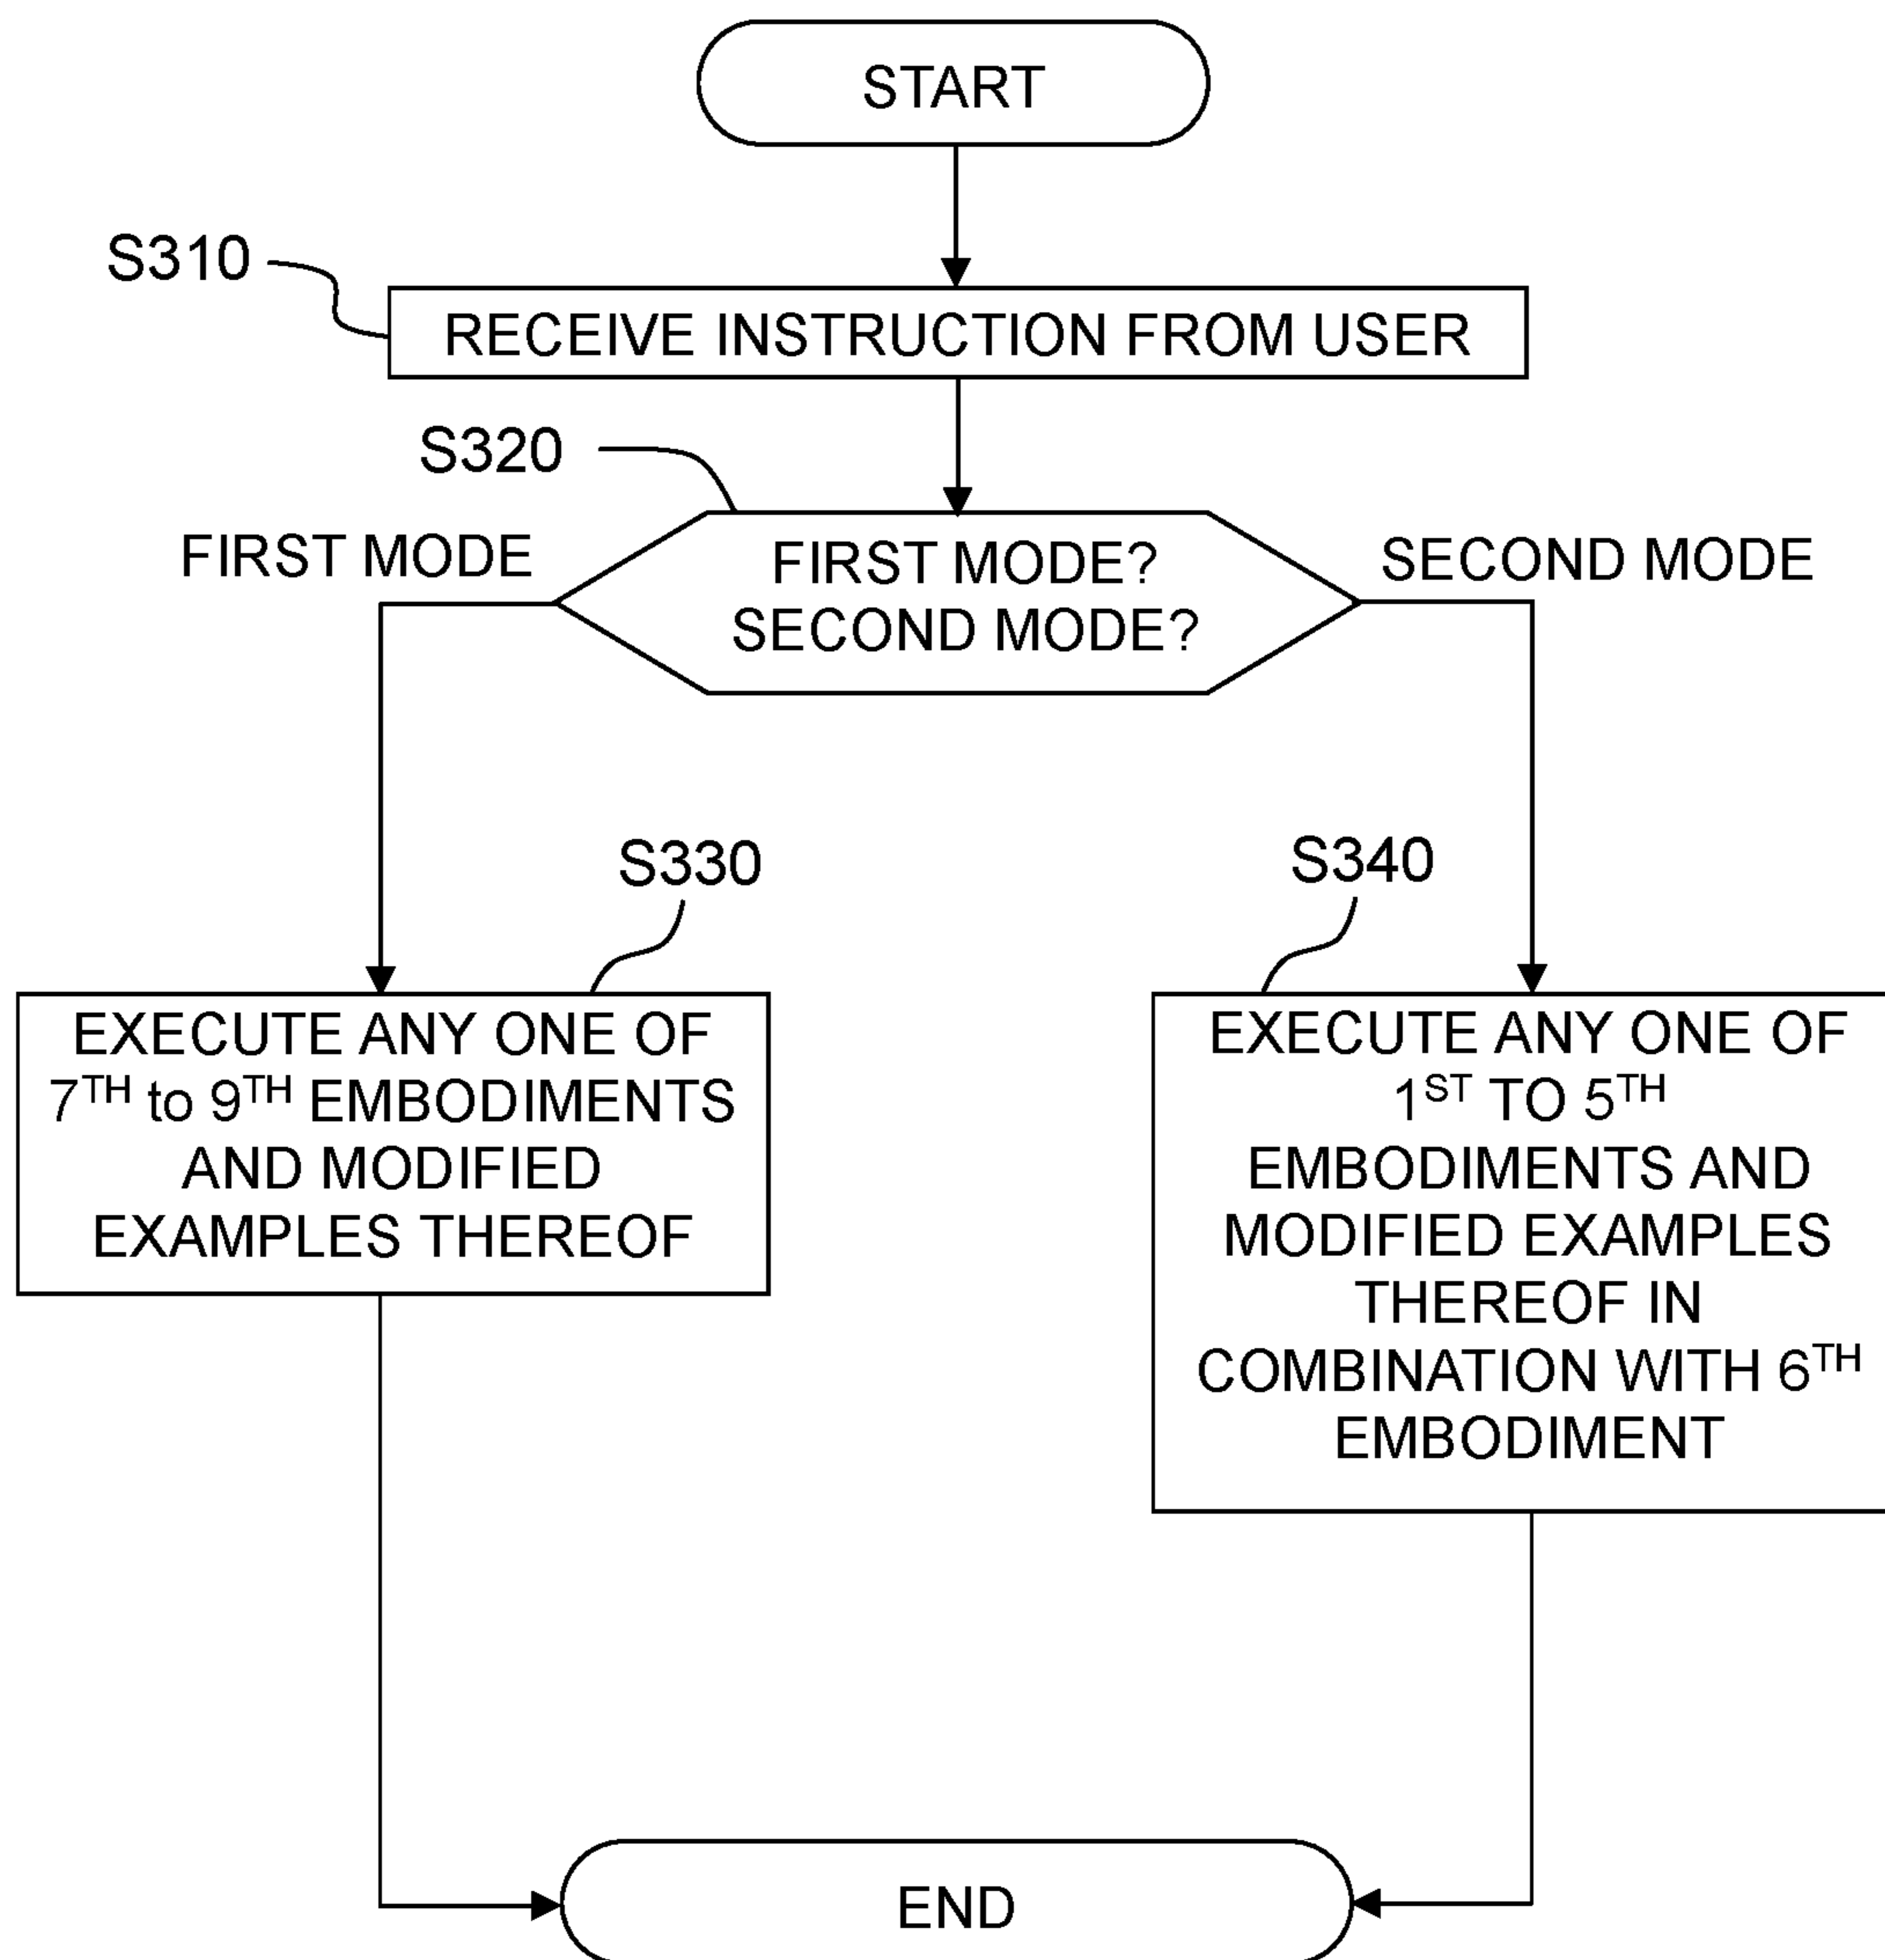 START
S310
RECEIVE INSTRUCTION FROM USER
S320
FIRST MODE
FIRST MODE?
SECOND MODE?
SECOND MODE
S330
S340
EXECUTE ANY ONE OF
7TH to 9TH EMBODIMENTS
AND MODIFIED
EXAMPLES THEREOF
EXECUTE ANY ONE OF
1ST TO 5TH
EMBODIMENTS AND
MODIFIED EXAMPLES
THEREOF IN
COMBINATION WITH 6TH
EMBODIMENT
END